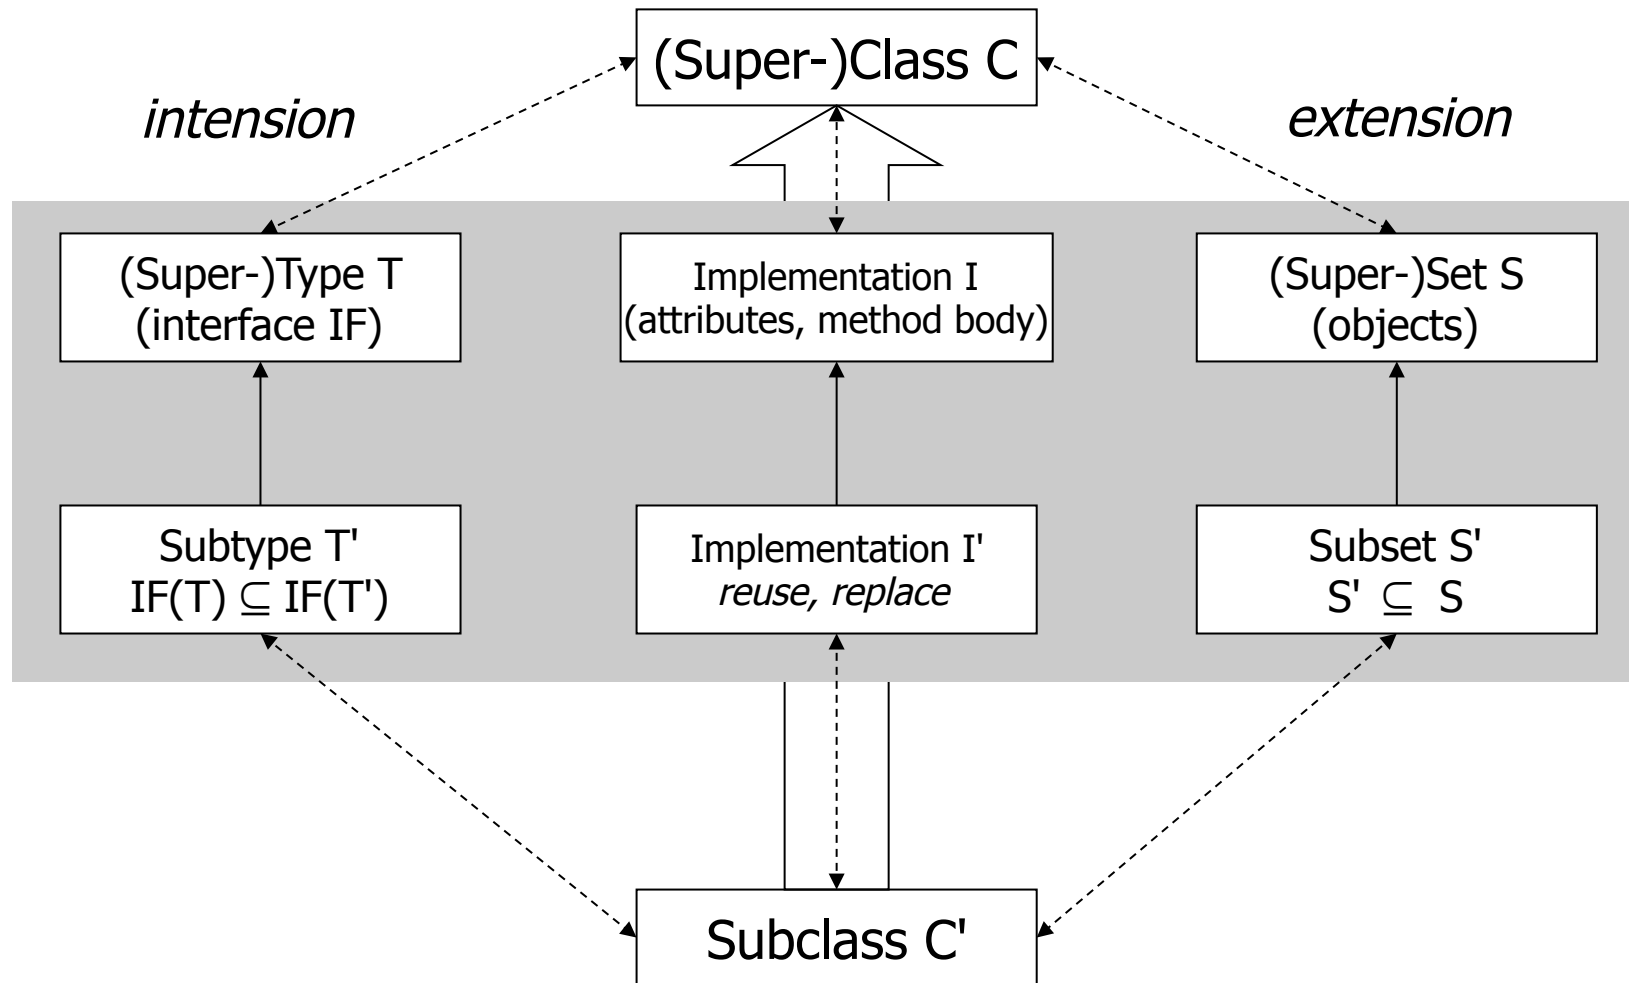 (Super-)Class C
intension
extension
(Super-)Type T
(interface IF)
Implementation I
(attributes, method body)
(Super-)Set S
(objects)
Subtype T'
IF(T) ⊆ IF(T')
Implementation I'
reuse, replace
Subset S'
S' ⊆ S
Subclass C'